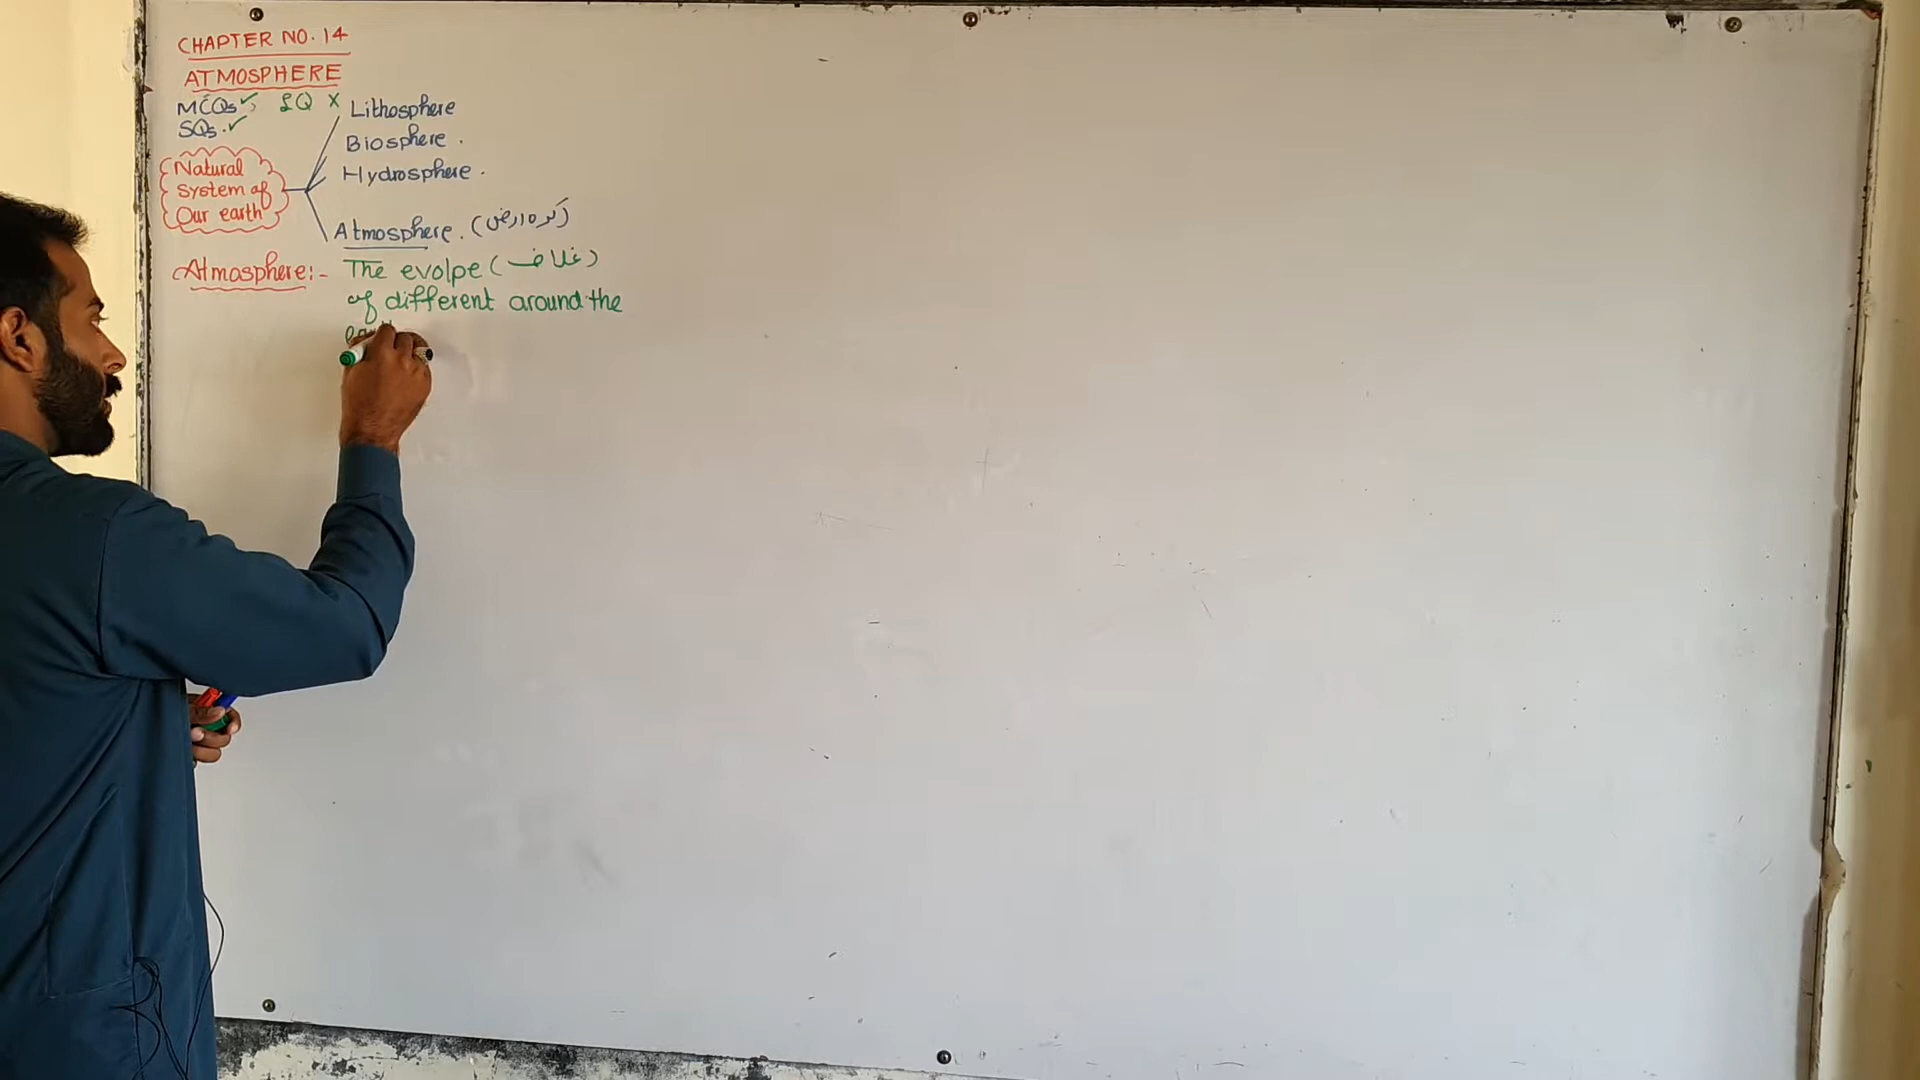 CHAPTER NO. 14
ATMOSPHERE
MCQs ✓, LQ X
SQs. ✓
Natural
System of
Our earth
Lithosphere
Biosphere.
Hydrosphere.
Atmosphere. (کرہ ارض)
Atmosphere:- The evolpe (غلاف)
of different around the